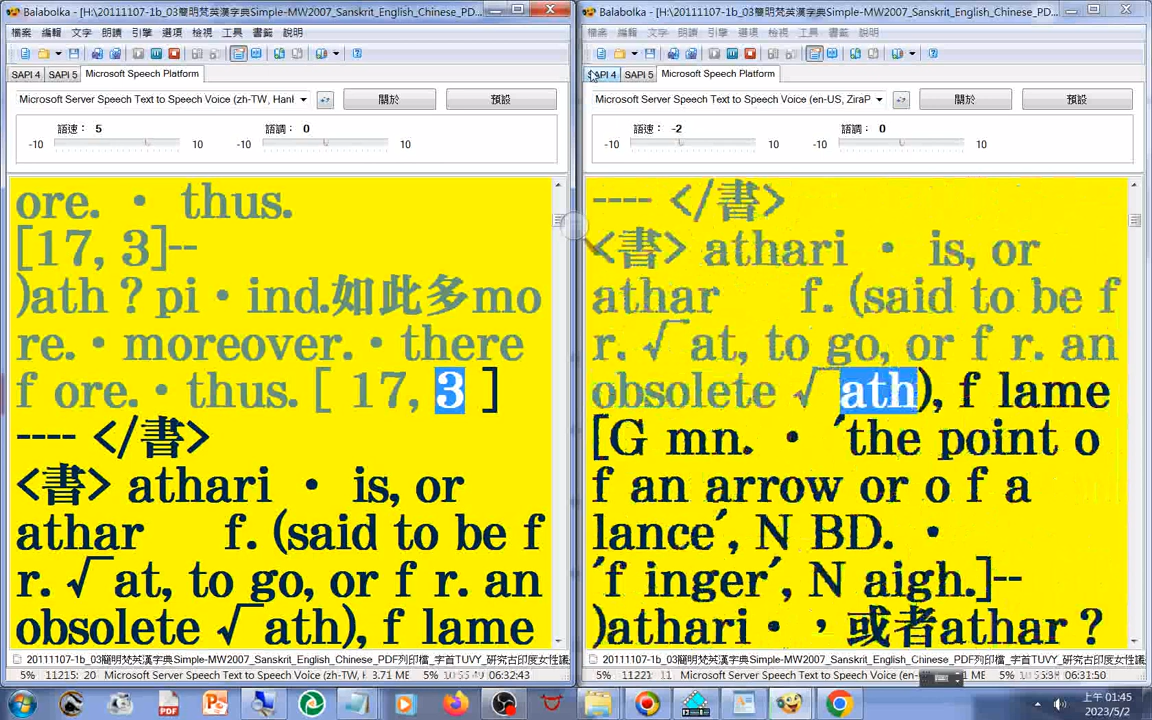 Balabolka - [H:\20111107-1b_03簡明梵英漢字典Simple-MW2007_Sanskrit_English_Chinese_PD...
檔案 編輯 文字 朗讀 引擎 選項 檢視 工具 書籤 說明
SAPI 4 SAPI 5 Microsoft Speech Platform
Microsoft Server Speech Text to Speech Voice (zh-TW, Hanl
關於 預設
語速: 5 語調: 0
-10 10 -10 10
ore. · thus.
[17, 3]--
)ath ? pi · ind.如此多mo
re. · moreover. · there
f ore. · thus. [ 17, 3 ]
---- </書>
<書> athari · is, or
athar f. (said to be f
r. √ at, to go, or f r. an
obsolete √ ath), f lame
20111107-1b_03簡明梵英漢字典Simple-MW2007_Sanskrit_English_Chinese_PDF列印檔_字首TUVY_研究古印度女性議
5% 11215: 20 Microsoft Server Speech Text to Speech Voice (zh-TW, H 3.71 ME 5% 06:32:43
Balabolka - [H:\20111107-1b_03簡明梵英漢字典Simple-MW2007_Sanskrit_English_Chinese_PD...
檔案 編輯 文字 朗讀 引擎 選項 檢視 工具 書籤 說明
SAPI 4 SAPI 5 Microsoft Speech Platform
Microsoft Server Speech Text to Speech Voice (en-US, ZiraP
關於 預設
語速: -2 語調: 0
-10 10 -10 10
---- </書>
<書> athari · is, or
athar f. (said to be f
r. √ at, to go, or f r. an
obsolete √ ath), f lame
[G mn. · ′the point o
f an arrow or o f a
lance′, N BD. ·
′f inger′, N aigh.]--
)athari · , 或者athar ?
20111107-1b_03簡明梵英漢字典Simple-MW2007_Sanskrit_English_Chinese_PDF列印檔_字首TUVY_研究古印度女性議
5% 11221 11 Microsoft Server Speech Text to Speech Voice 5% 06:31:50
上午 01:45
2023/5/2